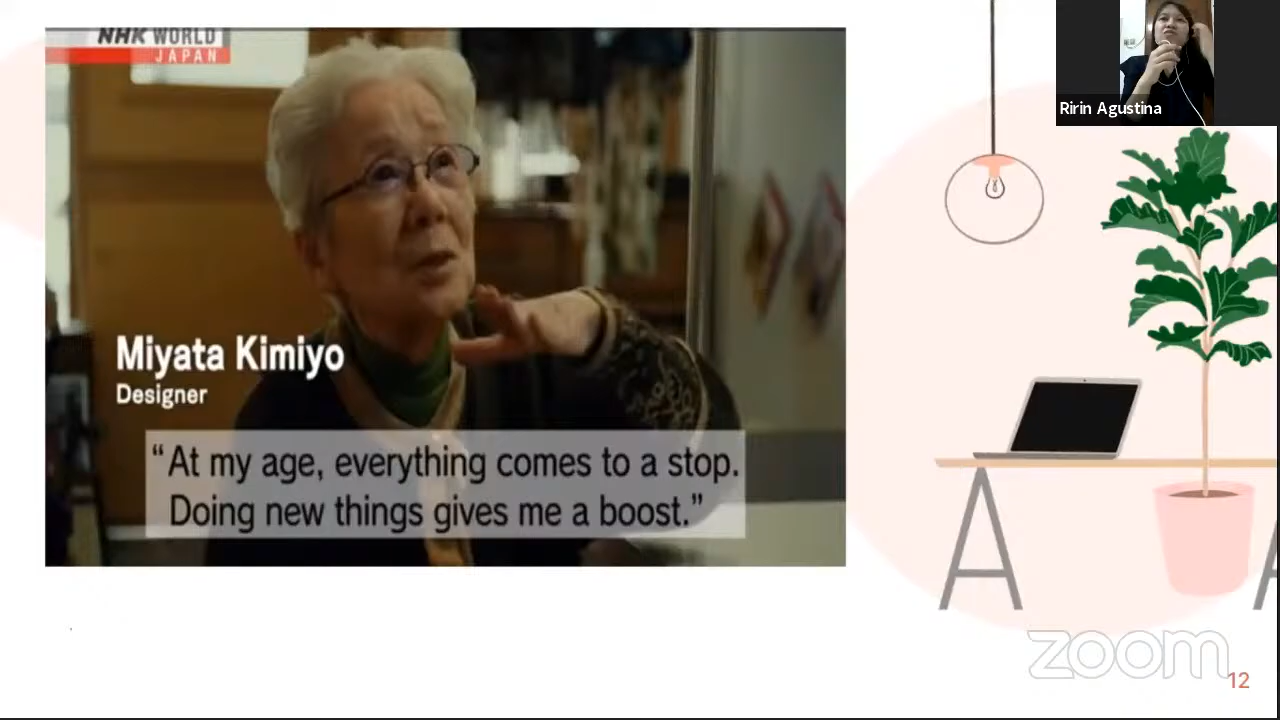 NHK WORLD
JAPAN
Ririn Agustina
Miyata Kimiyo
Designer
“At my age, everything comes to a stop.
Doing new things gives me a boost.”
zoom
12